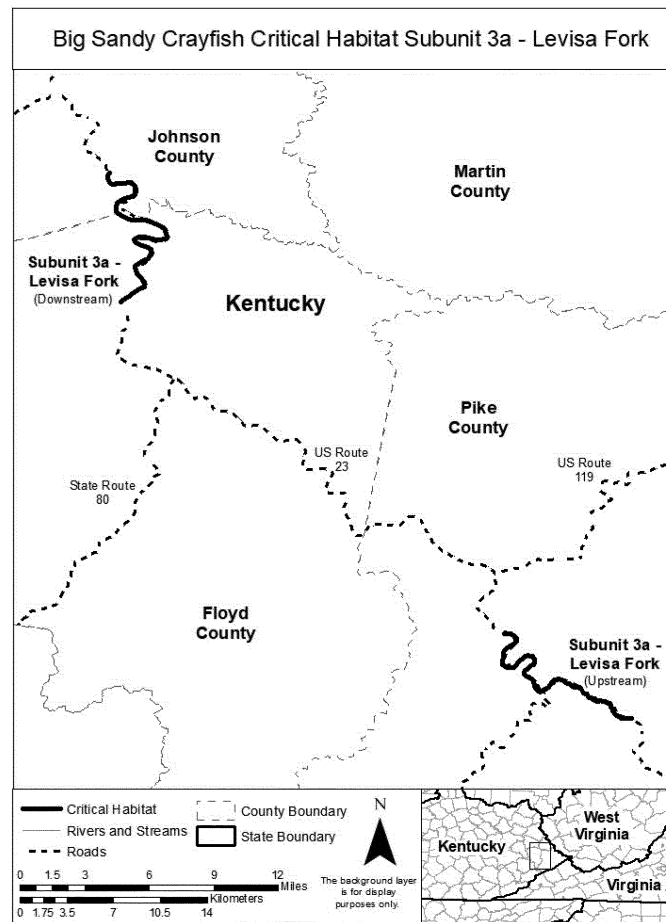 Big Sandy Crayfish Critical Habitat Subunit 3a - Levisa Fork
Johnson
County
Martin
County
Subunit 3a -
Levisa Fork
(Downstream)
Kentucky
Pike
County
US Route
23
US Route
119
State Route
80
Floyd
County
Subunit 3a -
Levisa Fork
(Upstream)
Critical Habitat
Rivers and Streams
Roads
County Boundary
State Boundary
N
The background layer
is for display
purposes only.
0 1.5 3 6 9 12
Miles
Kilometers
0 1.75 3.5 7 10.5 14
West
Virginia
Kentucky
Virginia